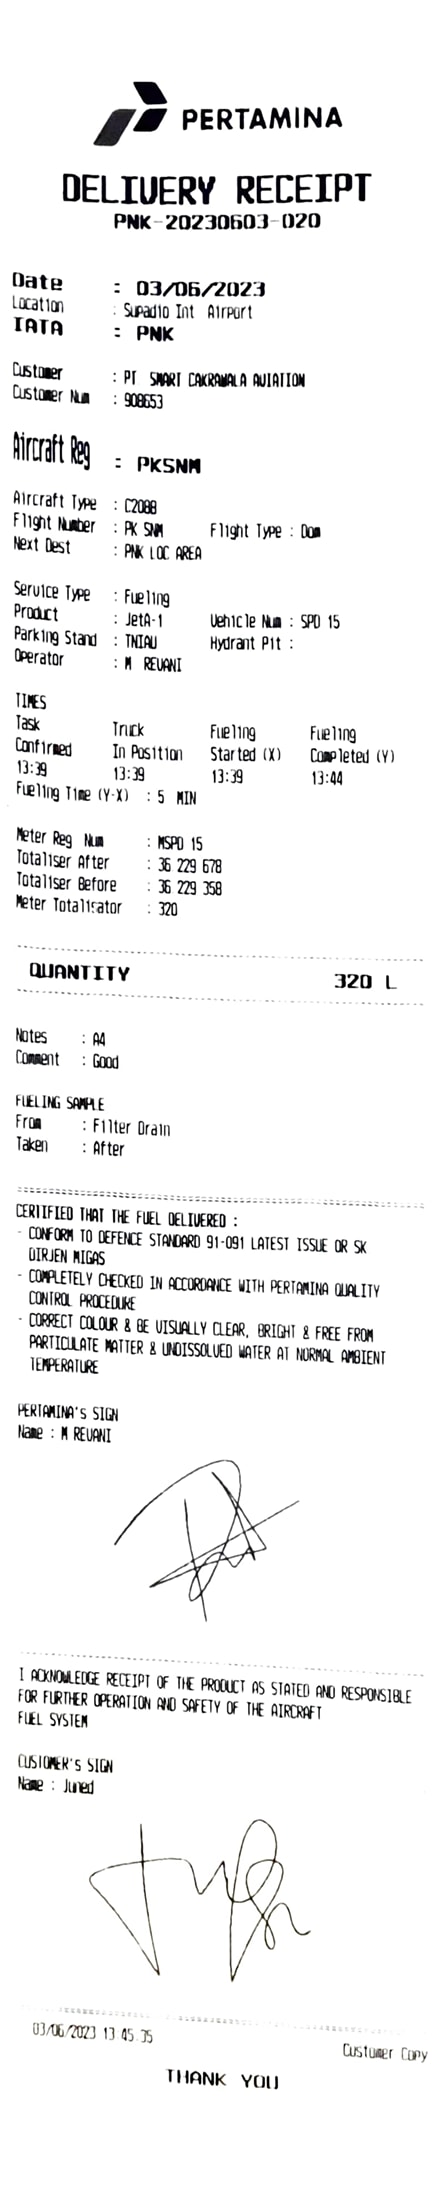 PERTAMINA
DELIVERY RECEIPT
PNK-20230603-020
Date : 03/06/2023
Location : Supadio Int Airport
IATA : PNK
Customer : PT SMART CAKRAWALA AVIATION
Customer Num : 908653
Aircraft Reg : PKSNM
Aircraft Type : C208B
Flight Number : PK SNM Flight Type : Dom
Next Dest : PNK LOC AREA
Service Type : Fueling
Product : JetA-1 Vehicle Num : SPD 15
Parking Stand : TNIAU Hydrant Pit :
Operator : M REVANI
TIMES
Task Truck Fueling Fueling
Confirmed In Position Started (X) Completed (Y)
13:39 13:39 13:39 13:44
Fueling Time (Y-X) : 5 MIN
Meter Reg Num : MSPD 15
Totaliser After : 36 229 678
Totaliser Before : 36 229 358
Meter Totalisator : 320
QUANTITY 320 L
Notes : A4
Comment : Good
FUELING SAMPLE
From : Filter Drain
Taken : After
CERTIFIED THAT THE FUEL DELIVERED :
- CONFORM TO DEFENCE STANDARD 91-091 LATEST ISSUE OR SK
DIRJEN MIGAS
- COMPLETELY CHECKED IN ACCORDANCE WITH PERTAMINA QUALITY
CONTROL PROCEDURE
- CORRECT COLOUR & BE VISUALLY CLEAR, BRIGHT & FREE FROM
PARTICULATE MATTER & UNDISSOLVED WATER AT NORMAL AMBIENT
TEMPERATURE
PERTAMINA's SIGN
Name : M REVANI
I ACKNOWLEDGE RECEIPT OF THE PRODUCT AS STATED AND RESPONSIBLE
FOR FURTHER OPERATION AND SAFETY OF THE AIRCRAFT
FUEL SYSTEM
CUSTOMER's SIGN
Name : Juned
03/06/2023 13 45.35
Customer Copy
THANK YOU